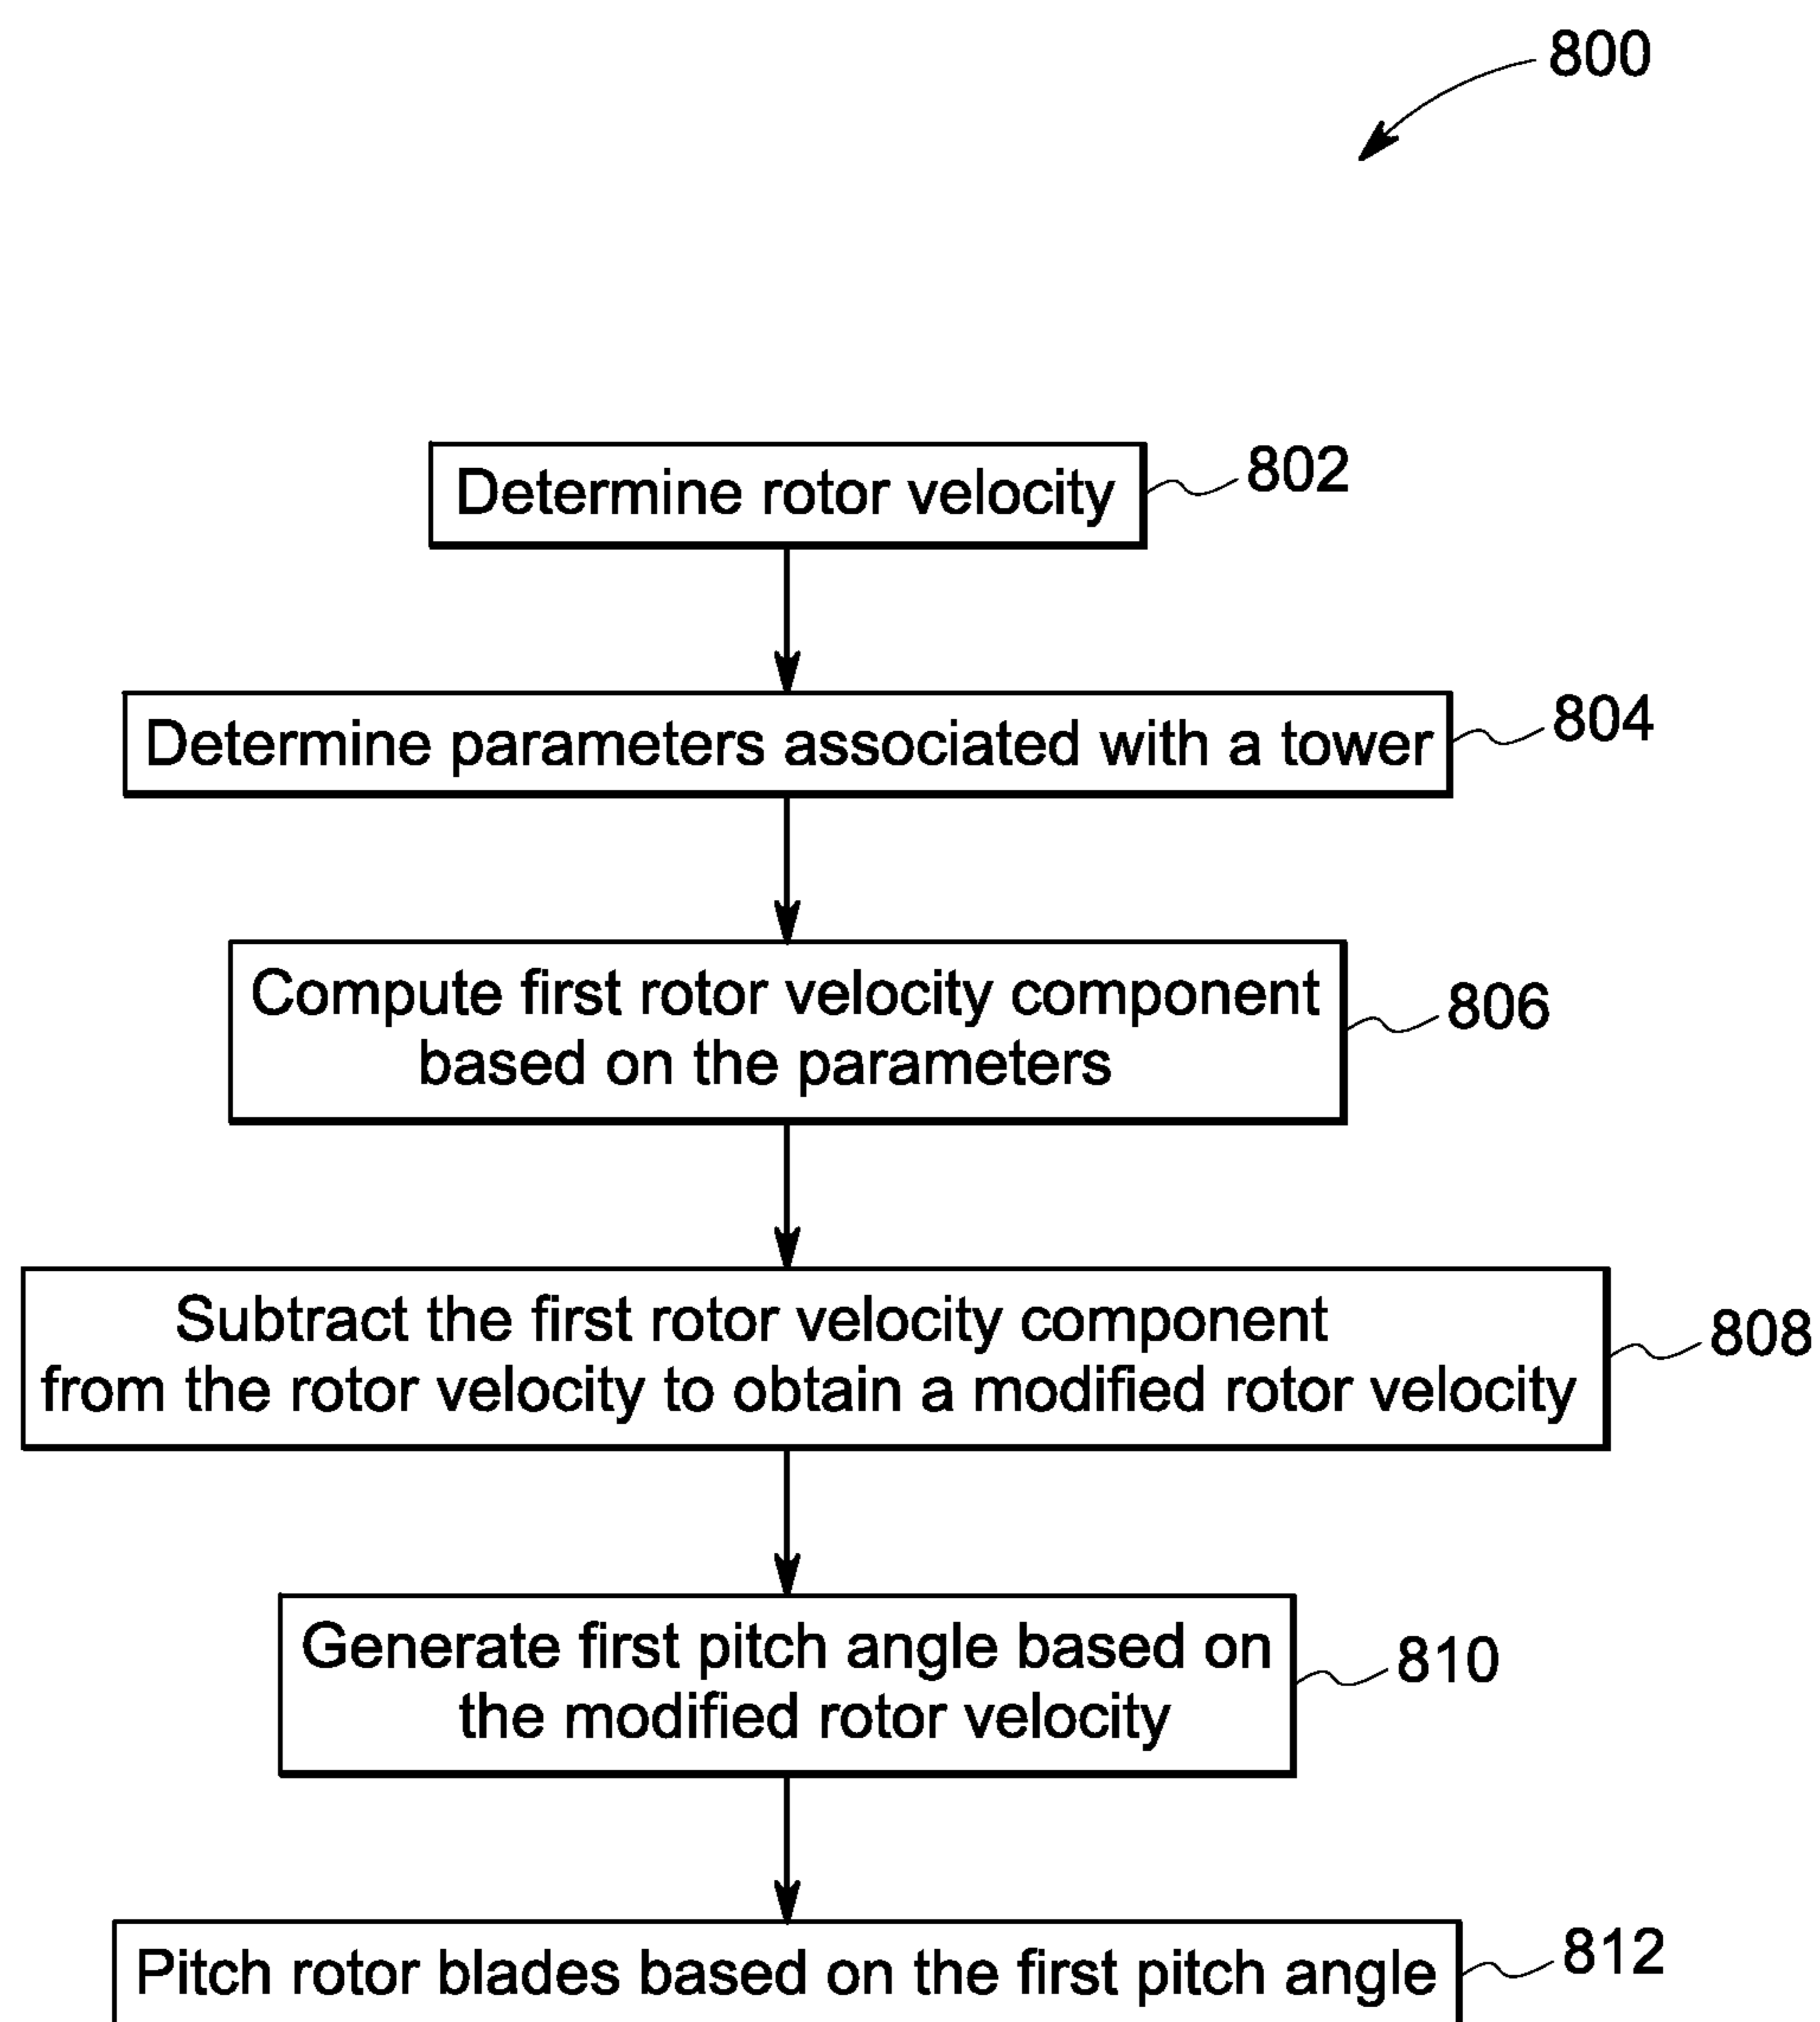 800
Determine rotor velocity
802
Determine parameters associated with a tower
804
Compute first rotor velocity component
based on the parameters
806
Subtract the first rotor velocity component
from the rotor velocity to obtain a modified rotor velocity
808
Generate first pitch angle based on
the modified rotor velocity
810
Pitch rotor blades based on the first pitch angle
812